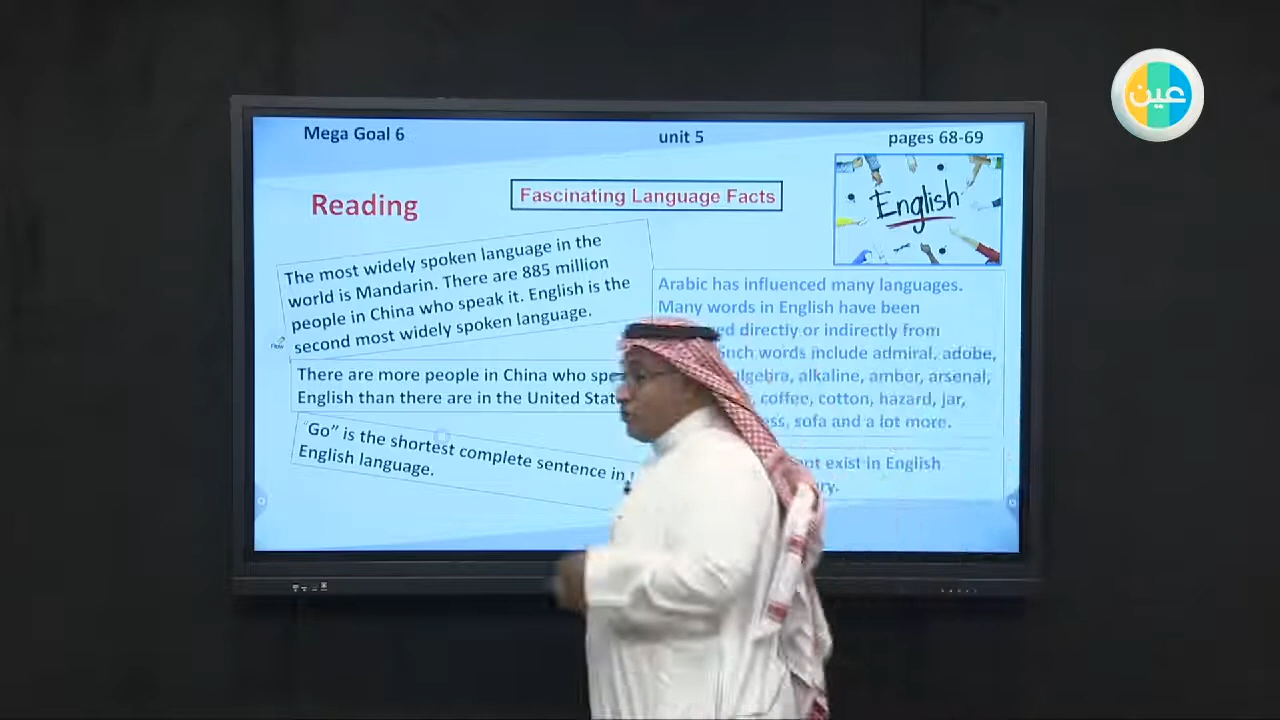 عين
Mega Goal 6
unit 5
pages 68-69
Reading
Fascinating Language Facts
English
The most widely spoken language in the
world is Mandarin. There are 885 million
people in China who speak it. English is the
second most widely spoken language.
There are more people in China who
English than there are in the United
"Go" is the shortest complete sentence in
English language.
Arabic has influenced many languages.
Many words in English have been
directly or indirectly from
Such words include admiral, adobe,
algebra, alkaline, amber, arsenal,
coffee, cotton, hazard, jar,
sofa and a lot more.
exist in English